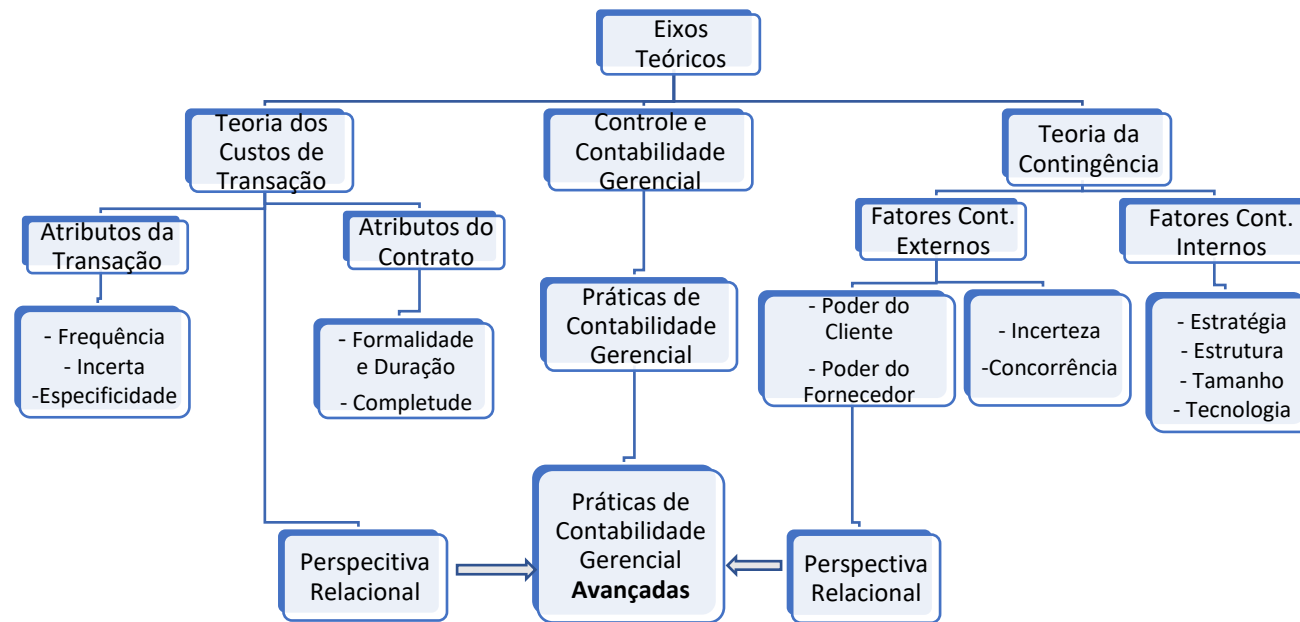 Eixos
Teóricos
Teoria dos
Custos de
Transação
Controle e
Contabilidade
Gerencial
Teoria da
Contingência
Atributos da
Transação
Atributos do
Contrato
Fatores Cont.
Externos
Fatores Cont.
Internos
- Frequência
- Incerta
-Especificidade
- Formalidade
e Duração
- Completude
Práticas de
Contabilidade
Gerencial
- Poder do
Cliente
- Poder do
Fornecedor
- Incerteza
-Concorrência
- Estratégia
- Estrutura
- Tamanho
- Tecnologia
Perspecitiva
Relacional
Práticas de
Contabilidade
Gerencial
Avançadas
Perspectiva
Relacional